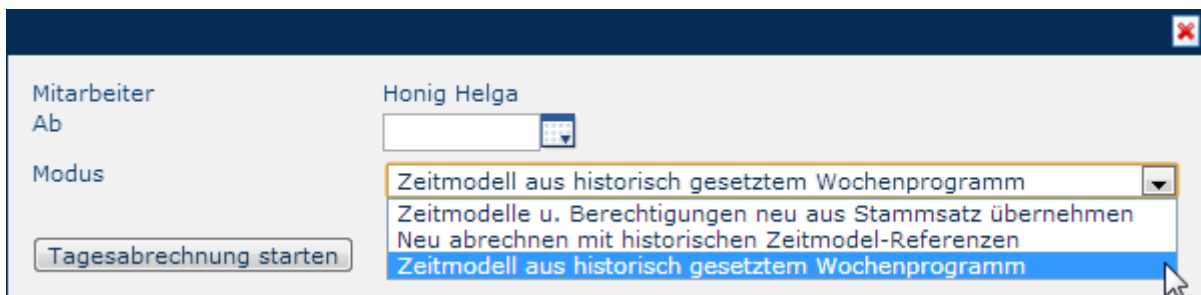 Mitarbeiter Honig Helga
Ab
Modus Zeitmodell aus historisch gesetztem Wochenprogramm
Zeitmodelle u. Berechtigungen neu aus Stammsatz übernehmen
Neu abrechnen mit historischen Zeitmodel-Referenzen
Zeitmodell aus historisch gesetztem Wochenprogramm
Tagesabrechnung starten